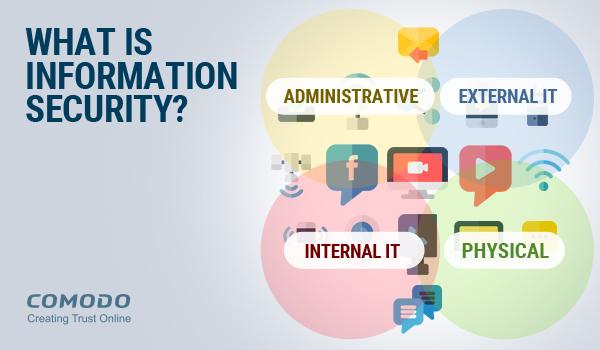 WHAT IS
INFORMATION
SECURITY?
ADMINISTRATIVE
EXTERNAL IT
INTERNAL IT
PHYSICAL
COMODO
Creating Trust Online